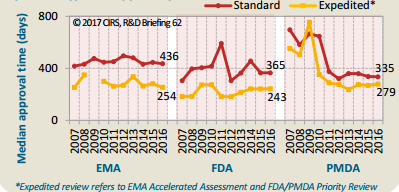 Standard Expedited*
© 2017 CIRS, R&D Briefing 62
Median approval time (days)
800
400
0
436
254
365
243
335
279
2007 2008 2009 2010 2011 2012 2013 2014 2015 2016
2007 2008 2009 2010 2011 2012 2013 2014 2015 2016
2007 2008 2009 2010 2011 2012 2013 2014 2015 2016
EMA FDA PMDA
*Expedited review refers to EMA Accelerated Assessment and FDA/PMDA Priority Review